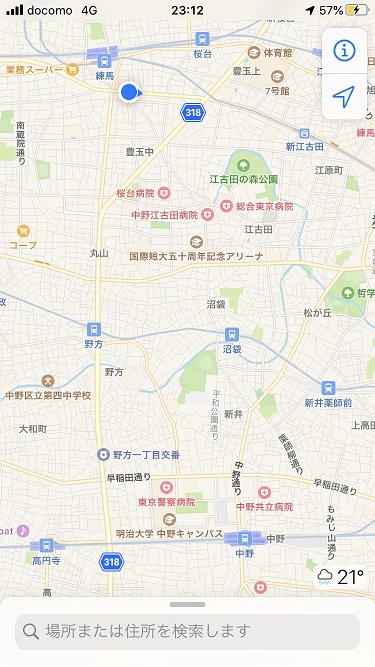 docomo 4G 23:12 57%
桜台
体育館
練馬
業務スーパー
豊玉上
7号館
318
南蔵院通り
豊玉中
新江古田
江原町
江古田の森公園
桜台病院
総合東京病院
中野江古田病院
江古田
コープ
丸山
国際短大五十周年記念アリーナ
哲学
沼袋
松が丘
野方
沼袋
野方
新井薬師前
中野区立第四中学校
平和公園通り
新井
大和町
上高田
薬師柳通り
野方一丁目交番
中野通り
早稲田通り
早稲田通り
東京警察病院
中野共立病院
もみじ山通り
明治大学 中野キャンパス
中野
高円寺
318
21°
場所または住所を検索します